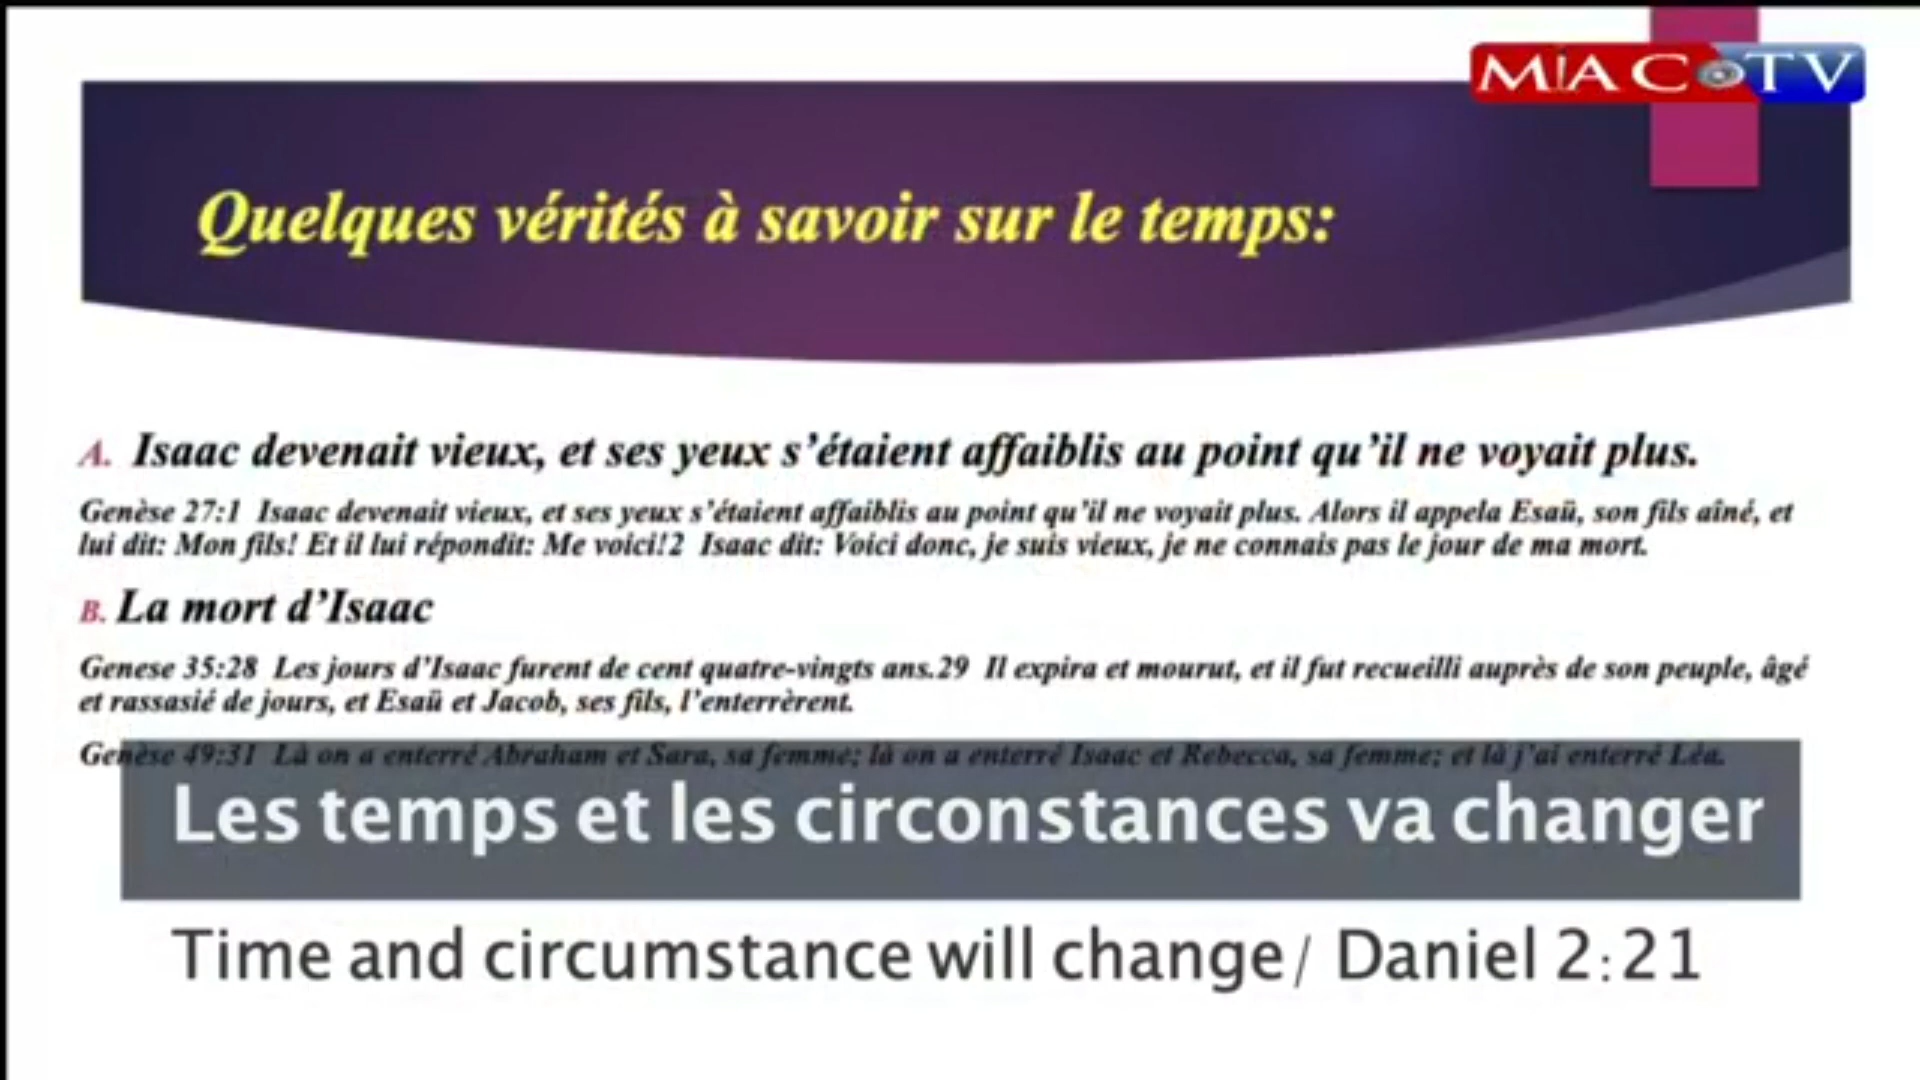 MIACTV
Quelques vérités à savoir sur le temps:
A. Isaac devenait vieux, et ses yeux s’étaient affaiblis au point qu’il ne voyait plus.
Genèse 27:1 Isaac devenait vieux, et ses yeux s’étaient affaiblis au point qu’il ne voyait plus. Alors il appela Esaü, son fils aîné, et
lui dit: Mon fils! Et il lui répondit: Me voici!2 Isaac dit: Voici donc, je suis vieux, je ne connais pas le jour de ma mort.
B. La mort d’Isaac
Genese 35:28 Les jours d’Isaac furent de cent quatre-vingts ans.29 Il expira et mourut, et il fut recueilli auprès de son peuple, âgé
et rassasié de jours, et Esaü et Jacob, ses fils, l’enterrèrent.
Genèse 49:31 Là on a enterré Abraham et Sara, sa femme; là on a enterré Isaac et Rebecca, sa femme; et là j’ai enterré Léa.
Les temps et les circonstances va changer
Time and circumstance will change/ Daniel 2:21